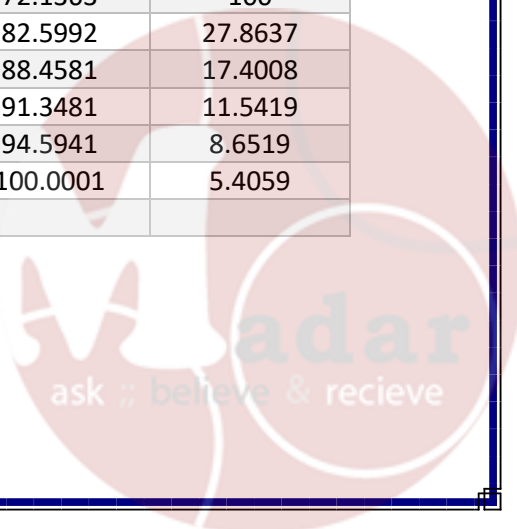 82.5992 27.8637
88.4581 17.4008
91.3481 11.5419
94.5941 8.6519
100.0001 5.4059
adar
ask :: believe & recieve